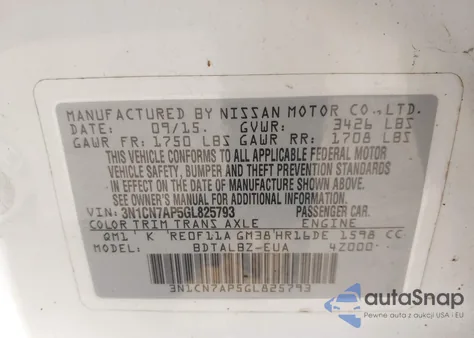 MANUFACTURED BY NISSAN MOTOR CO., LTD.
DATE: 09/15. GVWR: 3426 LBS
GAWR FR: 1750 LBS GAWR RR: 1708 LBS
THIS VEHICLE CONFORMS TO ALL APPLICABLE FEDERAL MOTOR
VEHICLE SAFETY, BUMPER AND THEFT PREVENTION STANDARDS
IN EFFECT ON THE DATE OF MANUFACTURE SHOWN ABOVE.
SEE OWNER'S MANUAL FOR ADDITIONAL INFORMATION.
VIN: 3N1CN7AP5GL825793 PASSENGER CAR.
COLOR TRIM TRANS AXLE ENGINE
QM1 K RE0F11A GM38 HR16DE 1598 CC
MODEL: BDTALBZ-EUA 4Z000
3N1CN7AP5GL825793
autoSnap
Pewne auta z aukcji w USA i EU